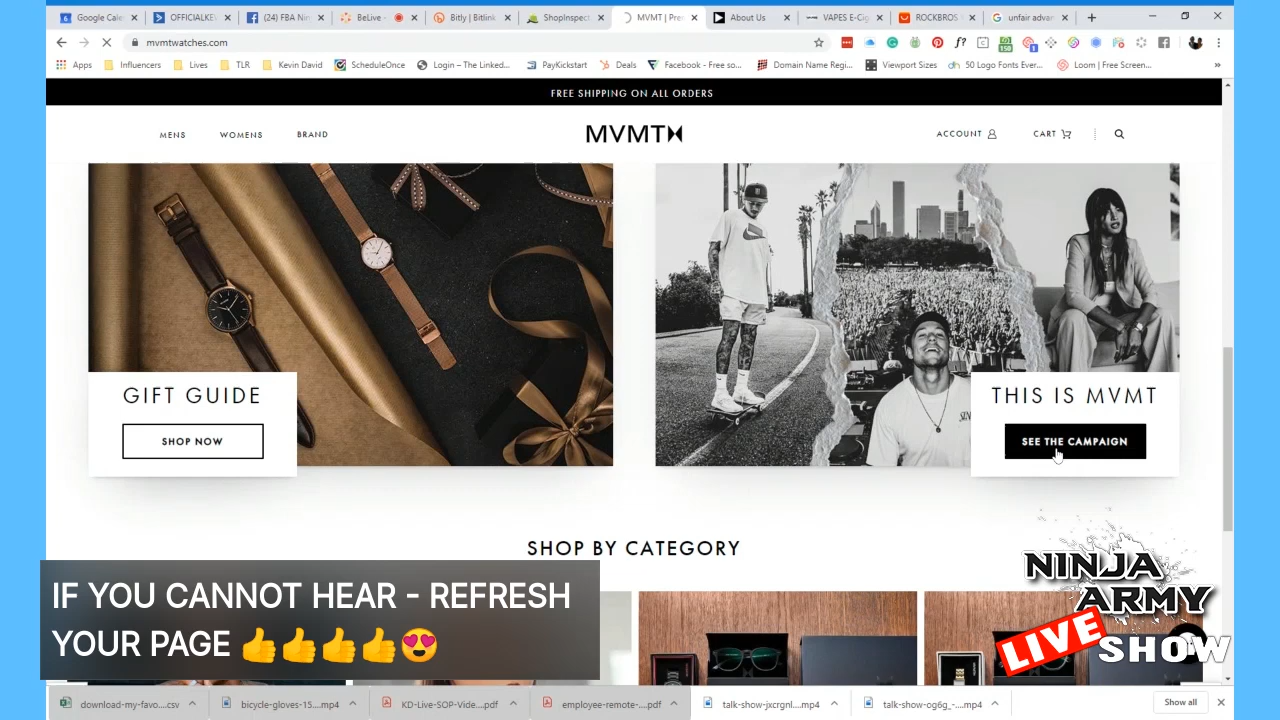 Google Cale
OFFICIALKE
(24) FBA Nin
BeLive -
Bitly | Bitlink
ShopInspect
MVMT | Pre
About Us
VAPES E-Cig
ROCKBROS
unfair advan
mvmtwatches.com
150
1
f?
Apps
Influencers
Lives
TLR
Kevin David
ScheduleOnce
Login – The Linked...
PayKickstart
Deals
Facebook - Free so...
Domain Name Regi...
Viewport Sizes
50 Logo Fonts Ever...
Loom | Free Screen...
»
FREE SHIPPING ON ALL ORDERS
MENS
WOMENS
BRAND
MVMT
ACCOUNT
CART
GIFT GUIDE
SHOP NOW
THIS IS MVMT
SEE THE CAMPAIGN
SHOP BY CATEGORY
IF YOU CANNOT HEAR - REFRESH
YOUR PAGE 👍👍👍👍😍
NINJA
ARMY
LIVE SHOW
download-my-favo....csv
bicycle-gloves-15....mp4
KD-Live-SOP-Vide....pdf
employee-remote-....pdf
talk-show-jxcrgnl....mp4
talk-show-og6g_-....mp4
Show all